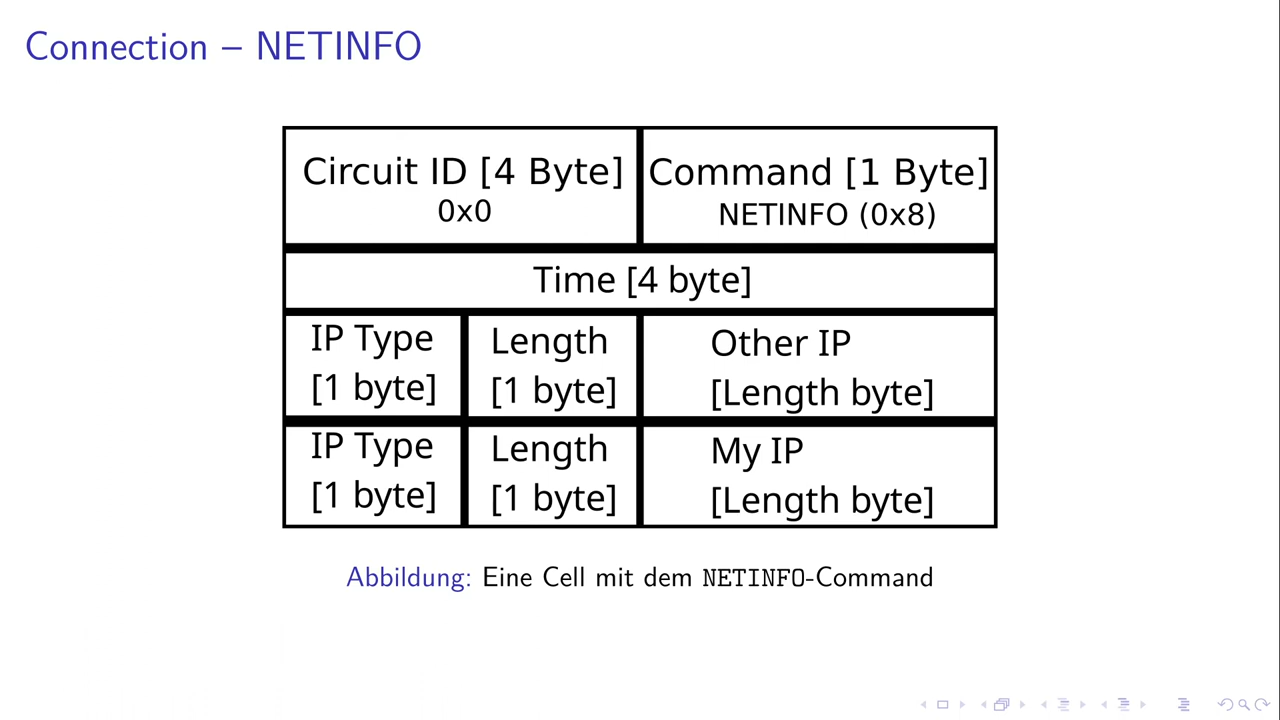 Connection – NETINFO
Circuit ID [4 Byte]
0x0
Command [1 Byte]
NETINFO (0x8)
Time [4 byte]
IP Type
[1 byte]
Length
[1 byte]
Other IP
[Length byte]
IP Type
[1 byte]
Length
[1 byte]
My IP
[Length byte]
Abbildung: Eine Cell mit dem NETINFO-Command